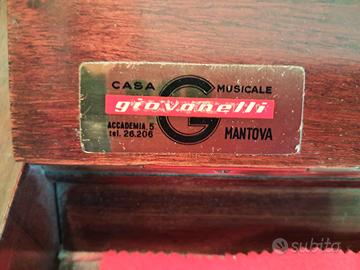 CASA G MUSICALE
giovanelli
ACCADEMIA, 5
tel. 26.206 MANTOVA
subito